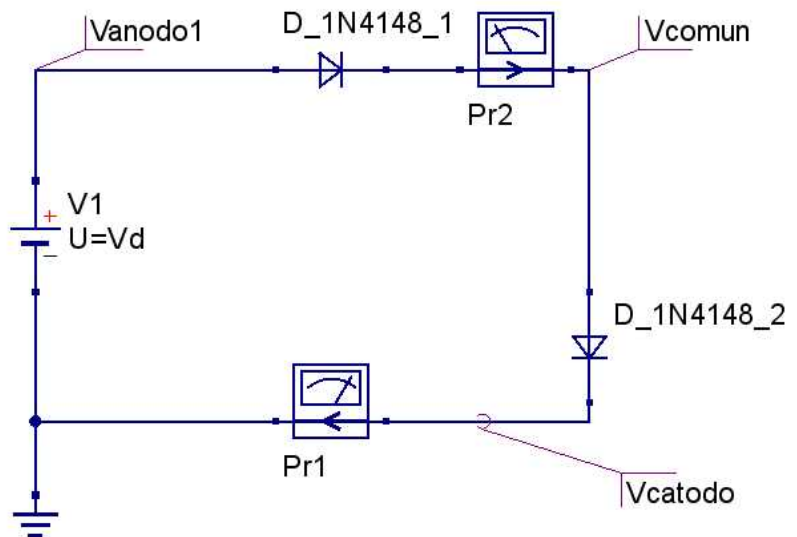 Vanodo1
D_1N4148_1
Vcomun
Pr2
V1
+
U=Vd
_
D_1N4148_2
Pr1
Vcatodo